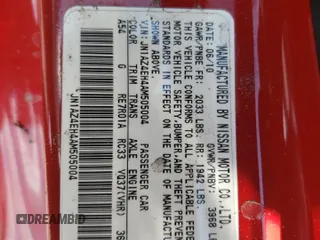 MANUFACTURED BY NISSAN MOTOR CO., LTD.
DATE: 06/10 GVWR/PNBV: 3968 L
GAWR/PNBE FR: 2033 LBS. RR: 1942 LBS.
THIS VEHICLE CONFORMS TO ALL APPLICABLE FEDE
MOTOR VEHICLE SAFETY, BUMPER, AND THEFT PREVEN
STANDARDS IN EFFECT ON THE DATE OF MANUFACTU
SHOWN ABOVE.
VIN: JN1AZ4EH4AM505004 PASSENGER CAR
COLOR TRIM TRANS AXLE ENGINE
A54 G RE7R01A RC33 VQ37(VHR) 36
JN1AZ4EH4AM505004
DREAMBID